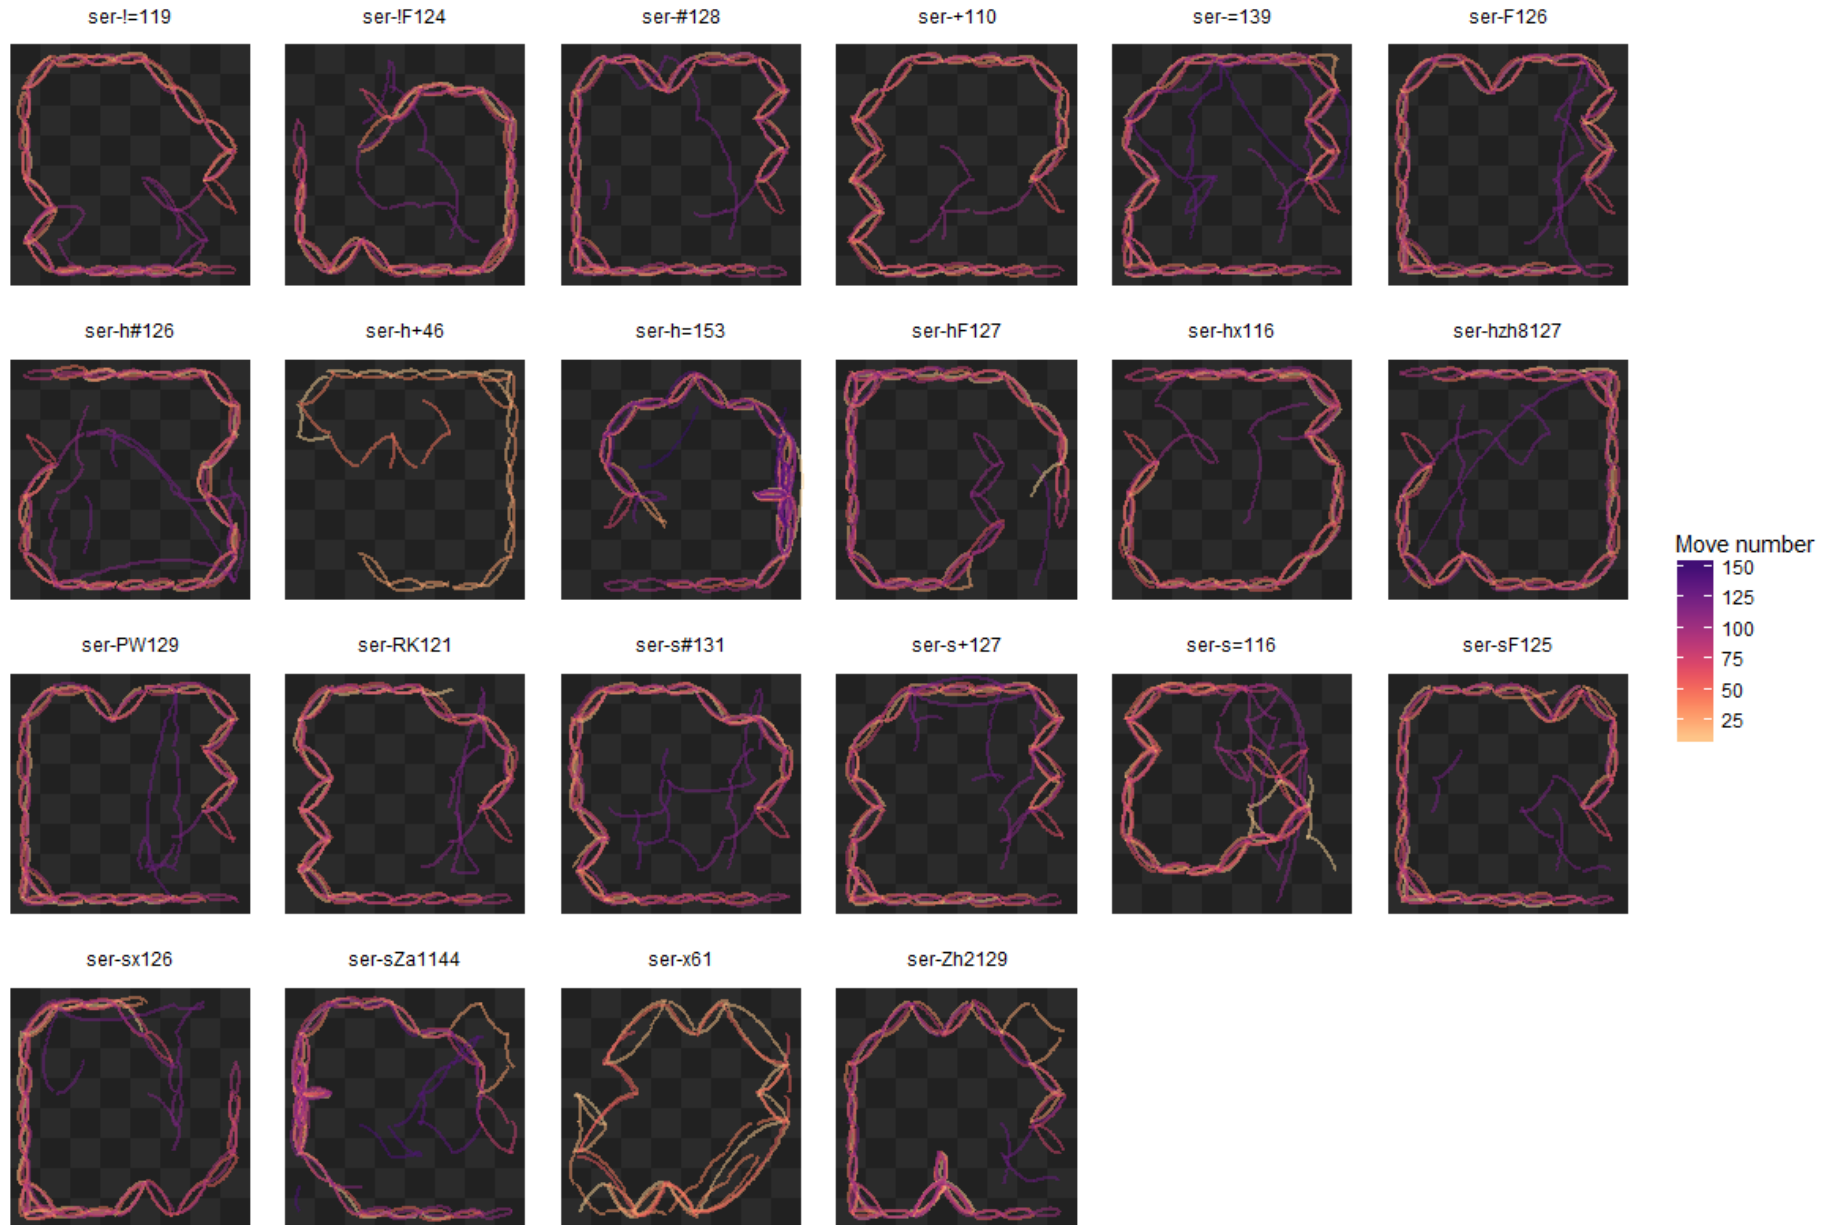 ser-!=119
ser-!F124
ser-#128
ser-+110
ser-=139
ser-F126
ser-h#126
ser-h+46
ser-h=153
ser-hF127
ser-hx116
ser-hzh8127
Move number
150
125
100
75
50
25
ser-PW129
ser-RK121
ser-s#131
ser-s+127
ser-s=116
ser-sF125
ser-sx126
ser-sZa1144
ser-x61
ser-Zh2129